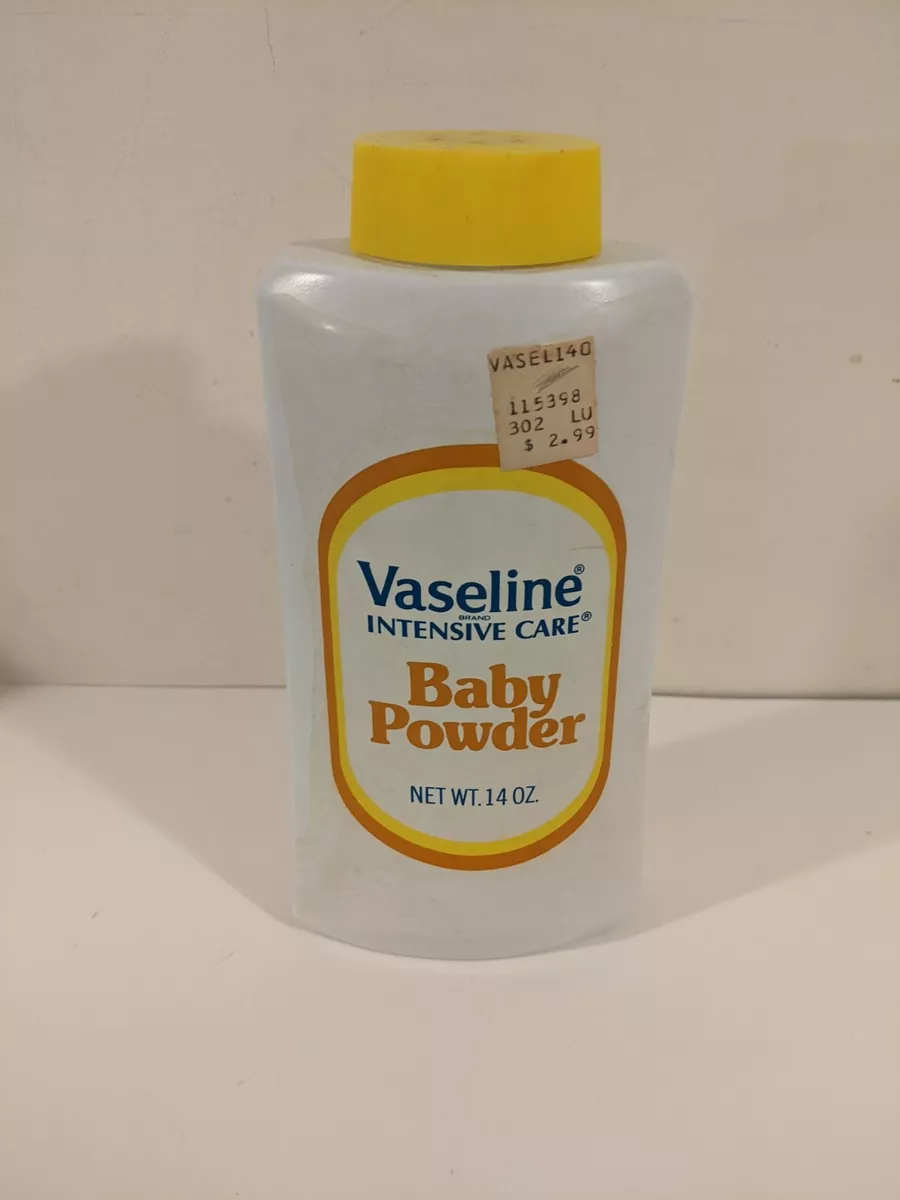 VASEL140
115398
302 LU
$ 2.99
Vaseline®
BRAND
INTENSIVE CARE®
Baby
Powder
NET WT. 14 OZ.